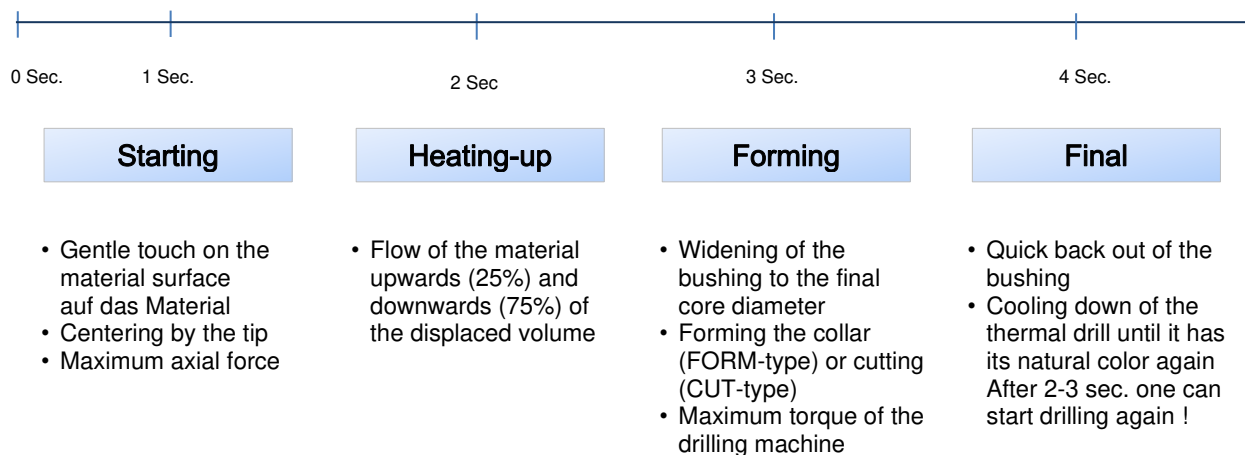 0 Sec.
1 Sec.
2 Sec
3 Sec.
4 Sec.
Starting
Heating-up
Forming
Final
• Gentle touch on the
material surface
auf das Material
• Centering by the tip
• Maximum axial force
• Flow of the material
upwards (25%) and
downwards (75%) of
the displaced volume
• Widening of the
bushing to the final
core diameter
• Forming the collar
(FORM-type) or cutting
(CUT-type)
• Maximum torque of the
drilling machine
• Quick back out of the
bushing
• Cooling down of the
thermal drill until it has
its natural color again
After 2-3 sec. one can
start drilling again !